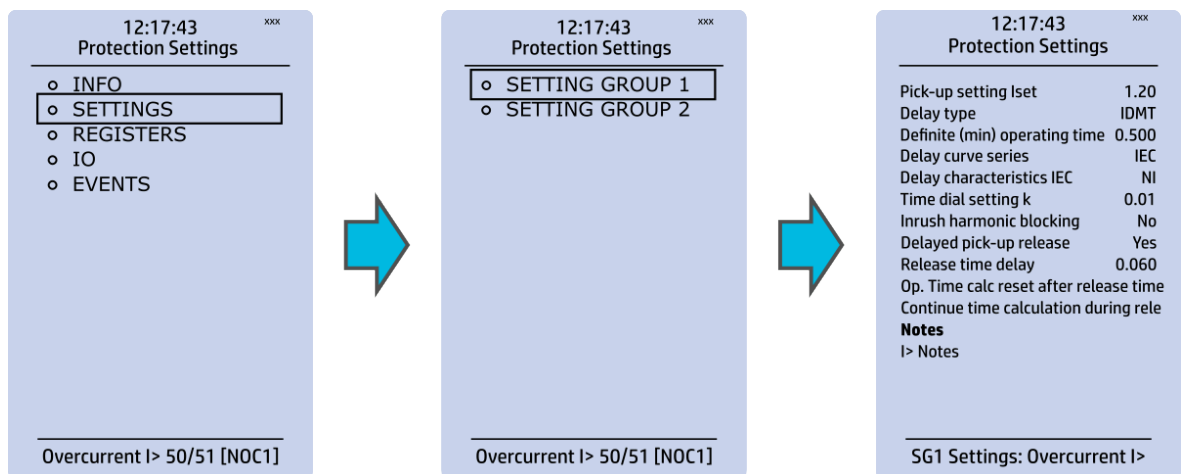 12:17:43 xxx
Protection Settings
INFO
SETTINGS
REGISTERS
IO
EVENTS
Overcurrent I> 50/51 [NOC1]
12:17:43 xxx
Protection Settings
SETTING GROUP 1
SETTING GROUP 2
Overcurrent I> 50/51 [NOC1]
12:17:43 xxx
Protection Settings
Pick-up setting Iset 1.20
Delay type IDMT
Definite (min) operating time 0.500
Delay curve series IEC
Delay characteristics IEC NI
Time dial setting k 0.01
Inrush harmonic blocking No
Delayed pick-up release Yes
Release time delay 0.060
Op. Time calc reset after release time
Continue time calculation during rele
Notes
I> Notes
SG1 Settings: Overcurrent I>